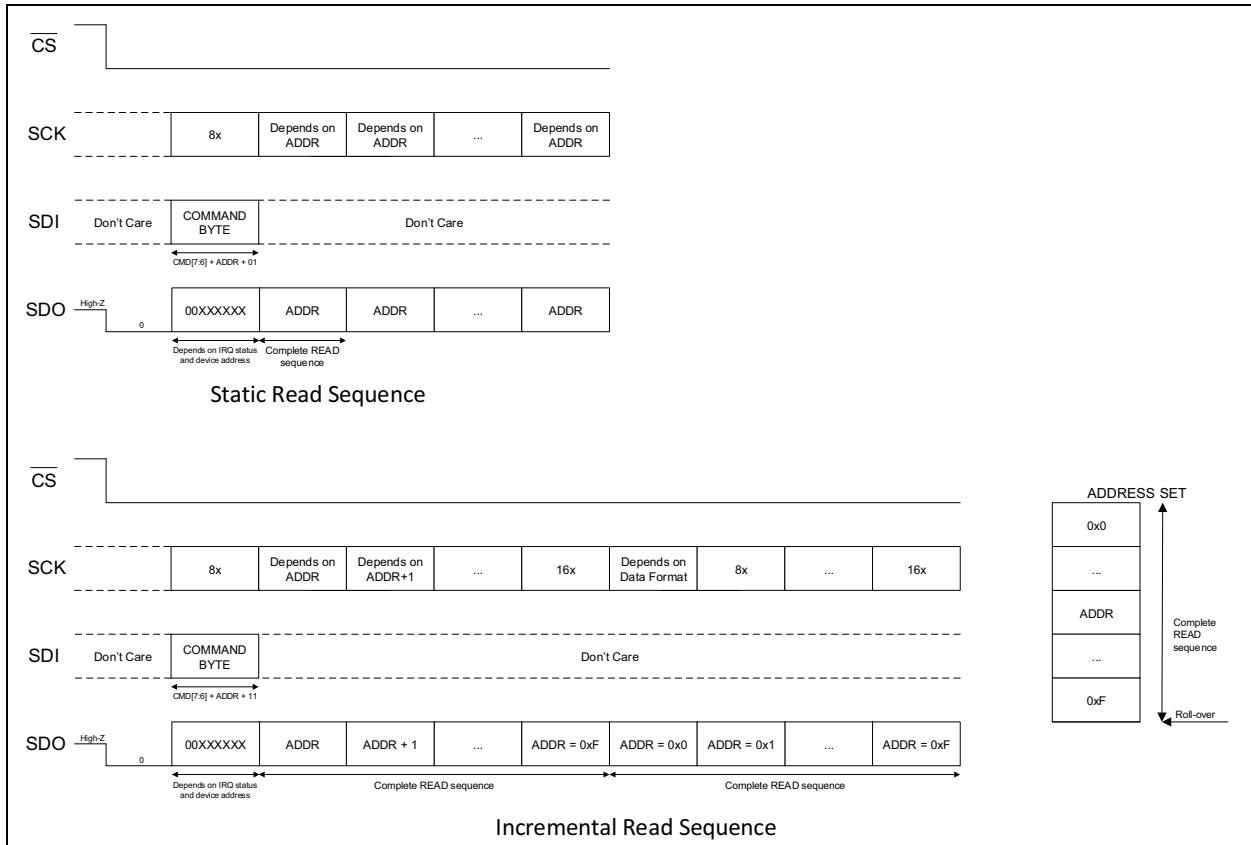 CS
SCK
8x
Depends on
ADDR
Depends on
ADDR
...
Depends on
ADDR
SDI
Don't Care
COMMAND
BYTE
Don't Care
CMD[7:6] + ADDR + 01
SDO
High-Z
0
00XXXXXX
ADDR
ADDR
...
ADDR
Depends on IRQ status
and device address
Complete READ
sequence
Static Read Sequence
CS
SCK
8x
Depends on
ADDR
Depends on
ADDR+1
...
16x
Depends on
Data Format
8x
...
16x
SDI
Don't Care
COMMAND
BYTE
Don't Care
CMD[7:6] + ADDR + 11
SDO
High-Z
0
00XXXXXX
ADDR
ADDR + 1
...
ADDR = 0xF
ADDR = 0x0
ADDR = 0x1
...
ADDR = 0xF
Depends on IRQ status
and device address
Complete READ sequence
Complete READ sequence
Incremental Read Sequence
ADDRESS SET
0x0
...
ADDR
...
0xF
Complete
READ
sequence
Roll-over